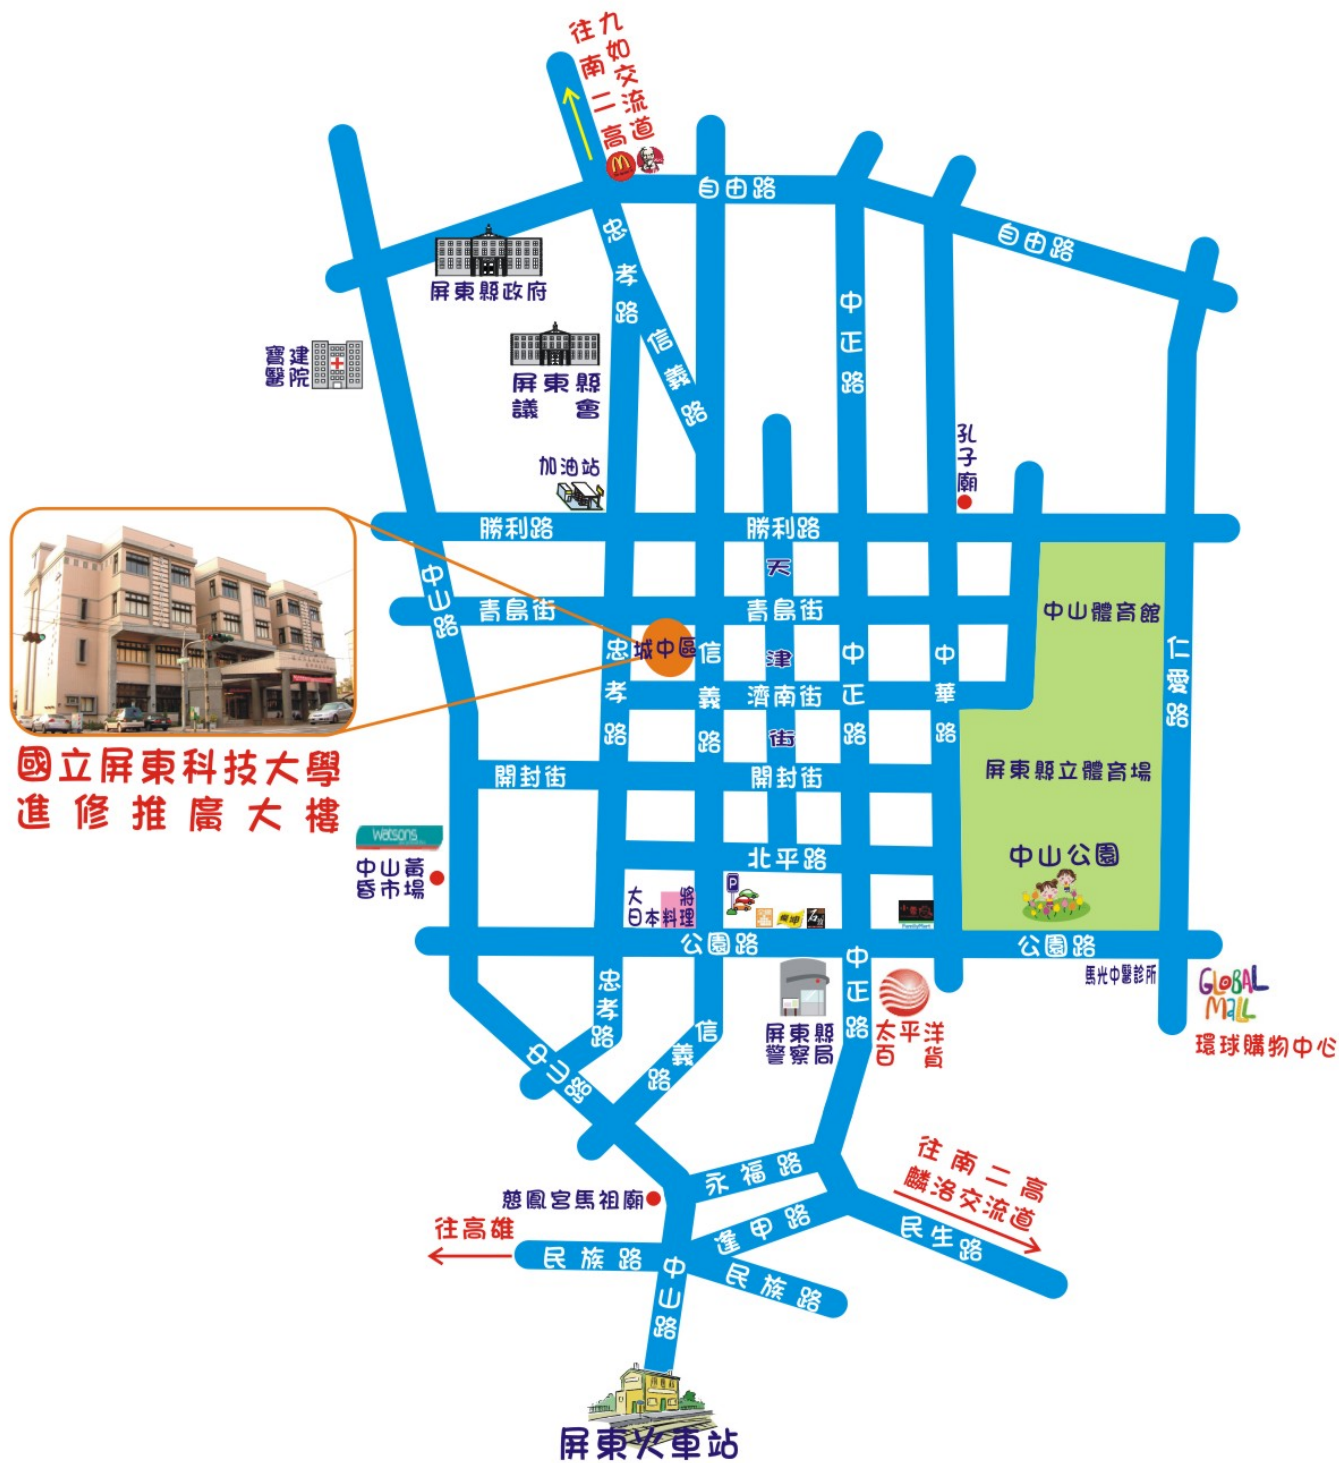 往南二高
九如交流道
自由路
自由路
忠孝路
屏東縣政府
中正路
信義路
寶建
醫院
屏東縣
議會
孔子廟
加油站
勝利路
勝利路
天津街
中山路
青島街
青島街
中山體育館
城中區
忠孝路
信義路
中正路
中華路
仁愛路
濟南街
國立屏東科技大學
進修推廣大樓
開封街
開封街
屏東縣立體育場
watsons
中山黃
昏市場
北平路
中山公園
大將
日本料理
P
FamilyMart
公園路
公園路
忠孝路
中正路
馬光中醫診所
GLOBAL
MaLL
環球購物中心
屏東縣
警察局
太平洋
百貨
信義路
中山路
永福路
往南二高
麟洛交流道
慈鳳宮馬祖廟
往高雄
民族路
逢甲路
民生路
中山路
民族路
屏東火車站